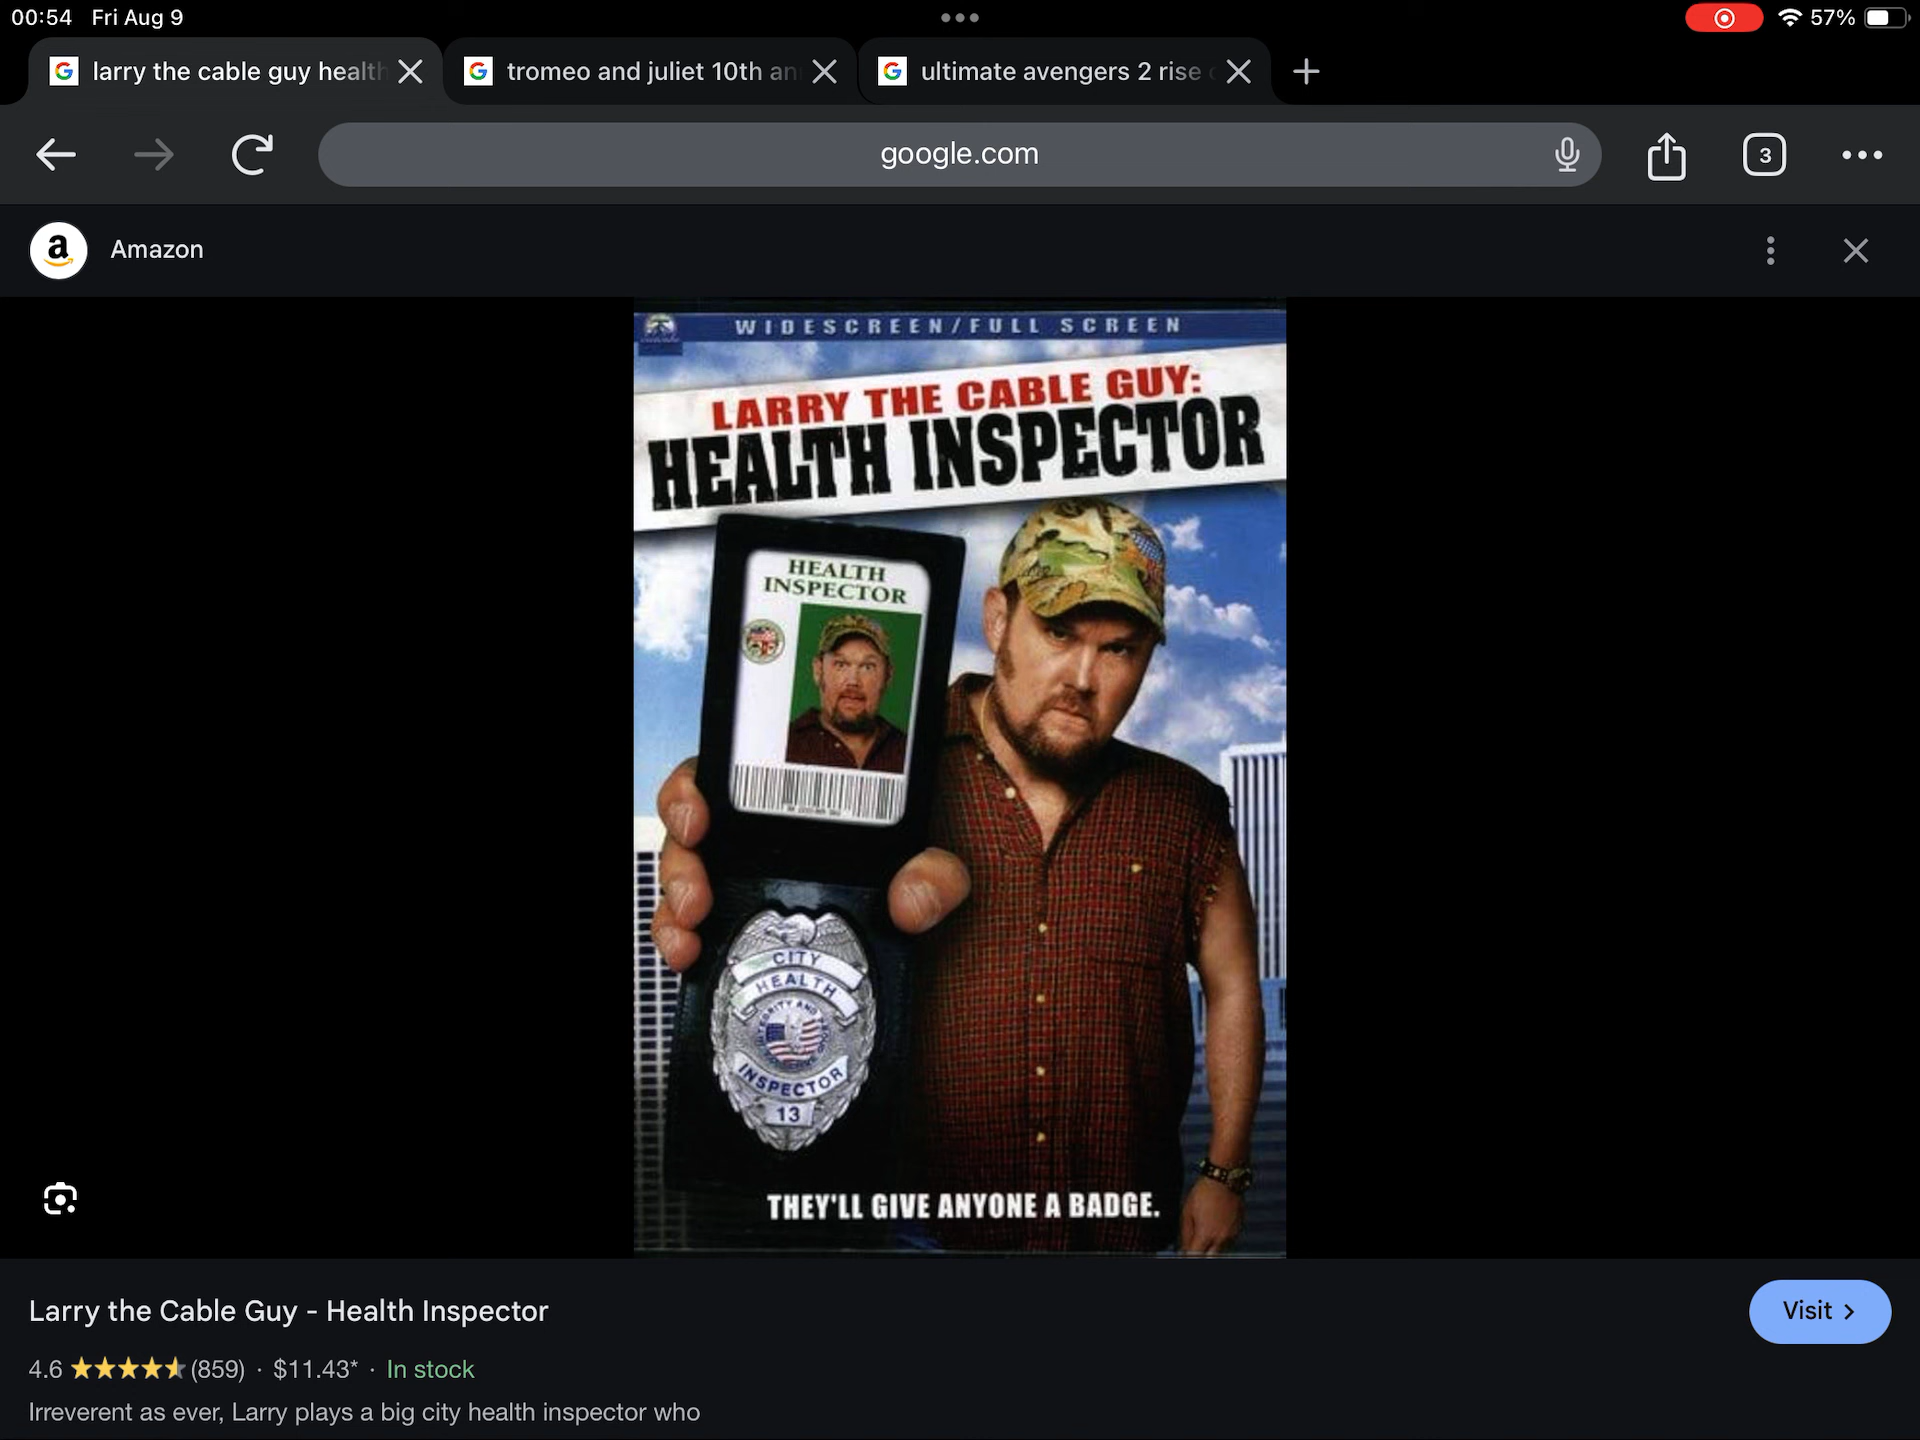 00:54 Fri Aug 9
57%
larry the cable guy health
tromeo and juliet 10th an
ultimate avengers 2 rise
google.com
3
Amazon
WIDESCREEN/FULL SCREEN
LARRY THE CABLE GUY:
HEALTH INSPECTOR
HEALTH
INSPECTOR
CITY
HEALTH
INSPECTOR
13
THEY'LL GIVE ANYONE A BADGE.
Larry the Cable Guy - Health Inspector
Visit
4.6 (859) · $11.43* · In stock
Irreverent as ever, Larry plays a big city health inspector who